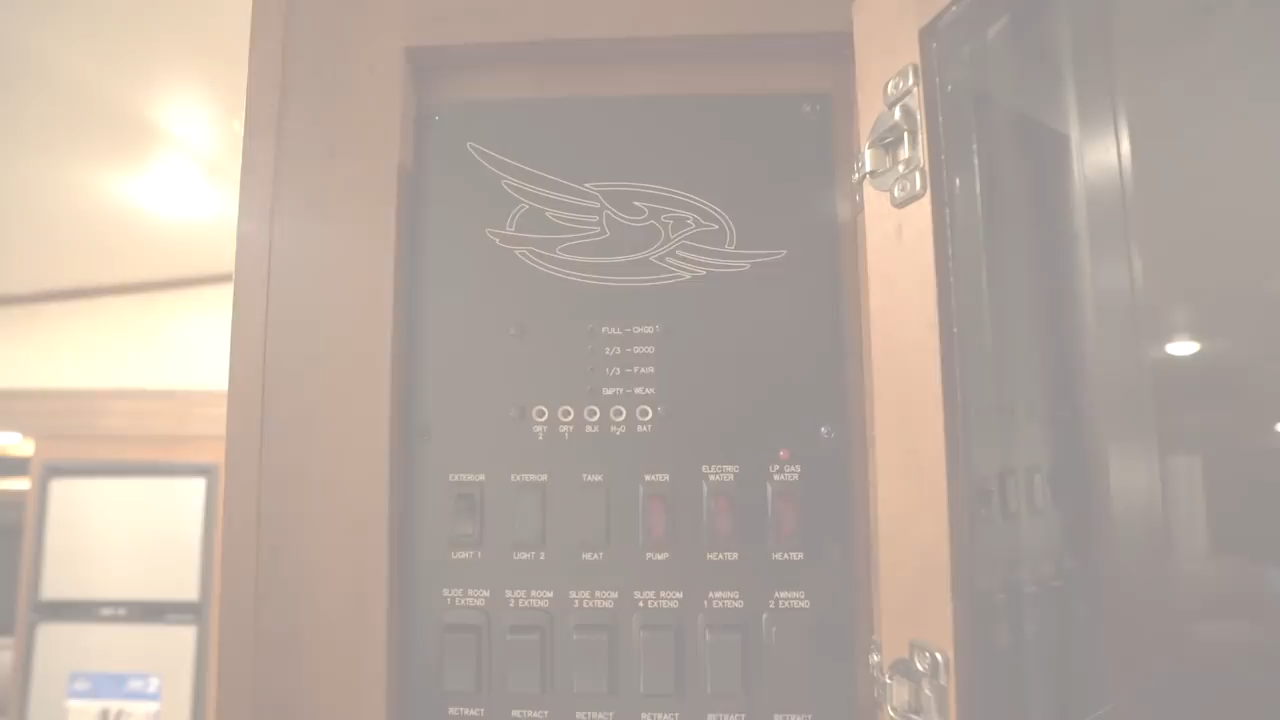 FULL - CHGD
2/3 - GOOD
1/3 - FAIR
EMPTY - WEAK
GRY 2 GRY 1 BLK H2O BAT
EXTERIOR EXTERIOR TANK WATER ELECTRIC WATER LP GAS WATER
LIGHT 1 LIGHT 2 HEAT PUMP HEATER HEATER
SLIDE ROOM 1 EXTEND SLIDE ROOM 2 EXTEND SLIDE ROOM 3 EXTEND SLIDE ROOM 4 EXTEND AWNING 1 EXTEND AWNING 2 EXTEND
RETRACT RETRACT RETRACT RETRACT RETRACT RETRACT